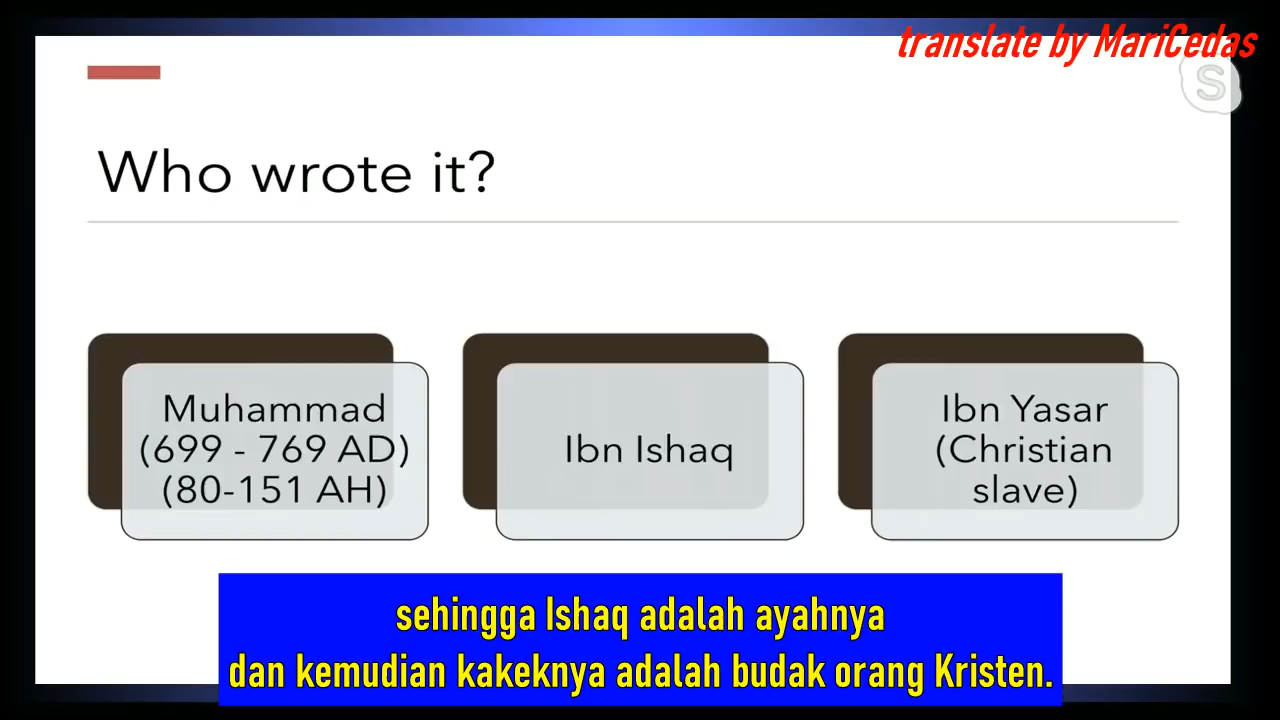 translate by MariCedas
S
Who wrote it?
Muhammad
(699 - 769 AD)
(80-151 AH)
Ibn Ishaq
Ibn Yasar
(Christian
slave)
sehingga Ishaq adalah ayahnya
dan kemudian kakeknya adalah budak orang Kristen.